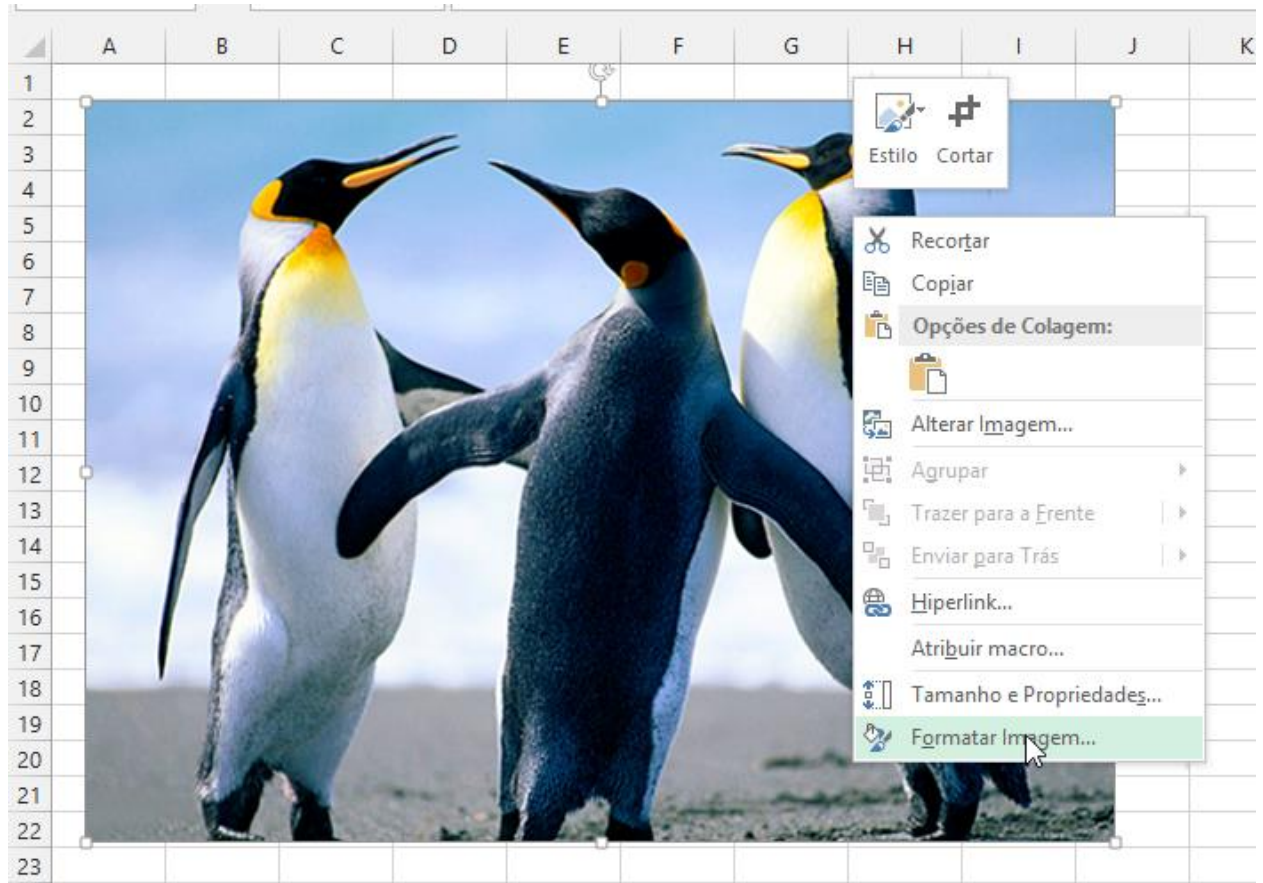 A B C D E F G H I J K
1
2
3
4
5
6
7
8
9
10
11
12
13
14
15
16
17
18
19
20
21
22
23
Estilo Cortar
Recortar
Copiar
Opções de Colagem:
Alterar Imagem...
Agrupar
Trazer para a Frente
Enviar para Trás
Hiperlink...
Atribuir macro...
Tamanho e Propriedades...
Formatar Imagem...